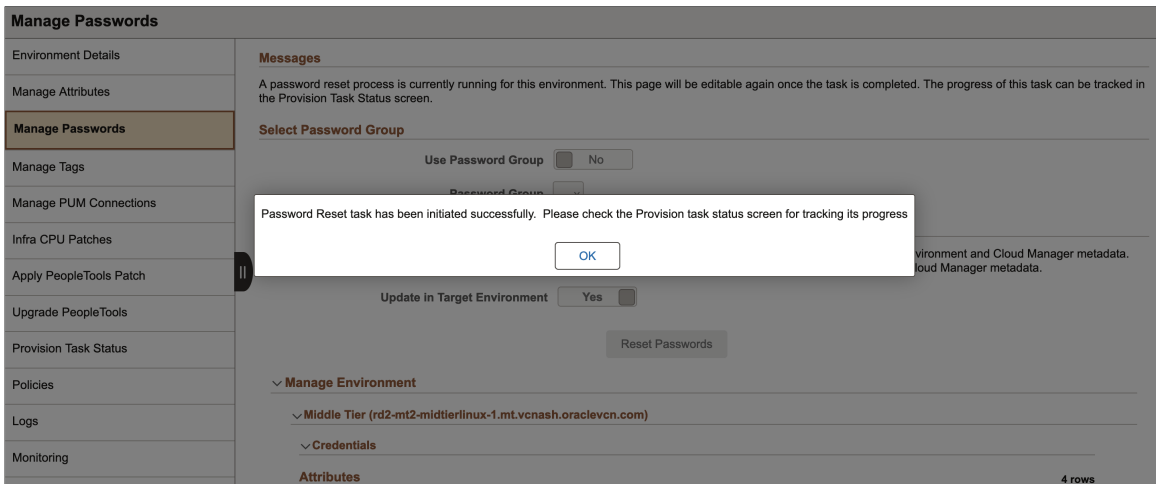 Manage Passwords
Environment Details
Manage Attributes
Manage Passwords
Manage Tags
Manage PUM Connections
Infra CPU Patches
Apply PeopleTools Patch
Upgrade PeopleTools
Provision Task Status
Policies
Logs
Monitoring
Messages
A password reset process is currently running for this environment. This page will be editable again once the task is completed. The progress of this task can be tracked in
the Provision Task Status screen.
Select Password Group
Use Password Group No
Password Group
Password Reset task has been initiated successfully. Please check the Provision task status screen for tracking its progress
OK
vironment and Cloud Manager metadata.
loud Manager metadata.
Update in Target Environment Yes
Reset Passwords
Manage Environment
Middle Tier (rd2-mt2-midtierlinux-1.mt.vcnash.oraclevcn.com)
Credentials
Attributes 4 rows